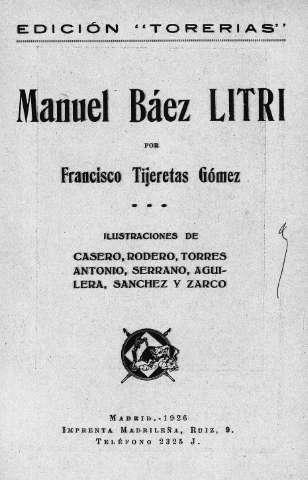 EDICIÓN "TORERIAS"
Manuel Báez LITRI
POR
Francisco Tijeretas Gómez
ILUSTRACIONES DE
CASERO, RODERO, TORRES
ANTONIO, SERRANO, AGUI-
LERA, SANCHEZ Y ZARCO
MADRID.-1926
IMPRENTA MADRILEÑA, RUIZ, 9.
TELÉFONO 2325 J.